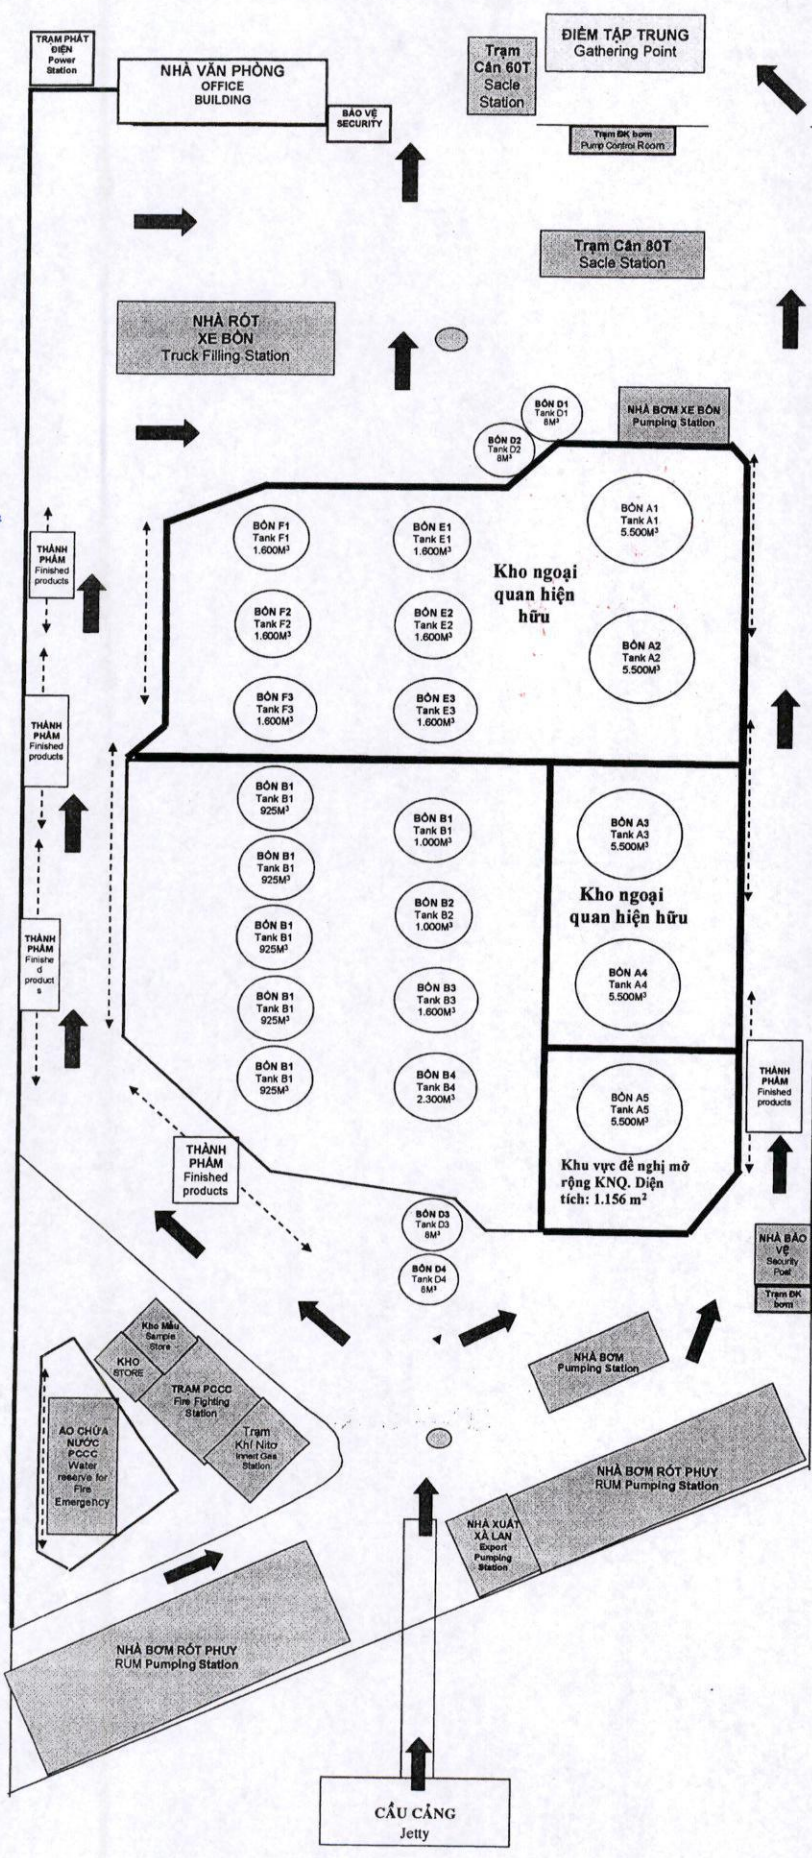 TRẠM PHÁT
ĐIỆN
Power
Station
NHÀ VĂN PHÒNG
OFFICE
BUILDING
BẢO VỆ
SECURITY
Trạm
Cân 60T
Sacle
Station
ĐIỂM TẬP TRUNG
Gathering Point
Trạm ĐK bơm
Pump Control Room
Trạm Cân 80T
Sacle Station
NHÀ RÓT
XE BỒN
Truck Filling Station
BỒN D1
Tank D1
8M³
BỒN D2
Tank D2
8M³
NHÀ BƠM XE BỒN
Pumping Station
BỒN F1
Tank F1
1.600M³
BỒN E1
Tank E1
1.600M³
BỒN A1
Tank A1
5.500M³
THÀNH
PHẨM
Finished
products
Kho ngoại
quan hiện
hữu
BỒN F2
Tank F2
1.600M³
BỒN E2
Tank E2
1.600M³
BỒN A2
Tank A2
5.500M³
BỒN F3
Tank F3
1.600M³
BỒN E3
Tank E3
1.600M³
THÀNH
PHẨM
Finished
products
BỒN B1
Tank B1
925M³
BỒN B1
Tank B1
1.000M³
BỒN A3
Tank A3
5.500M³
BỒN B1
Tank B1
925M³
BỒN B2
Tank B2
1.000M³
Kho ngoại
quan hiện hữu
BỒN B1
Tank B1
925M³
THÀNH
PHẨM
Finishe
d
product
s
BỒN B1
Tank B1
925M³
BỒN B3
Tank B3
1.600M³
BỒN A4
Tank A4
5.500M³
BỒN B1
Tank B1
925M³
BỒN B4
Tank B4
2.300M³
BỒN A5
Tank A5
5.500M³
THÀNH
PHẨM
Finished
products
THÀNH
PHẨM
Finished
products
Khu vực đề nghị mở
rộng KNQ. Diện
tích: 1.156 m²
BỒN D3
Tank D3
8M³
BỒN D4
Tank D4
6M³
NHÀ BẢO
VỆ
Security
Post
Trạm ĐK
bơm
Kho Mẫu
Sample
Store
KHO
STORE
TRẠM PCCC
Fire Fighting
Station
Trạm
Khí Nitơ
Innert Gas
Station
NHÀ BƠM
Pumping Station
AO CHỨA
NƯỚC
PCCC
Water
reserve for
Fire
Emergency
NHÀ BƠM RÓT PHUY
RUM Pumping Station
NHÀ XUẤT
XÀ LAN
Export
Pumping
Station
NHÀ BƠM RÓT PHUY
RUM Pumping Station
CẦU CẢNG
Jetty